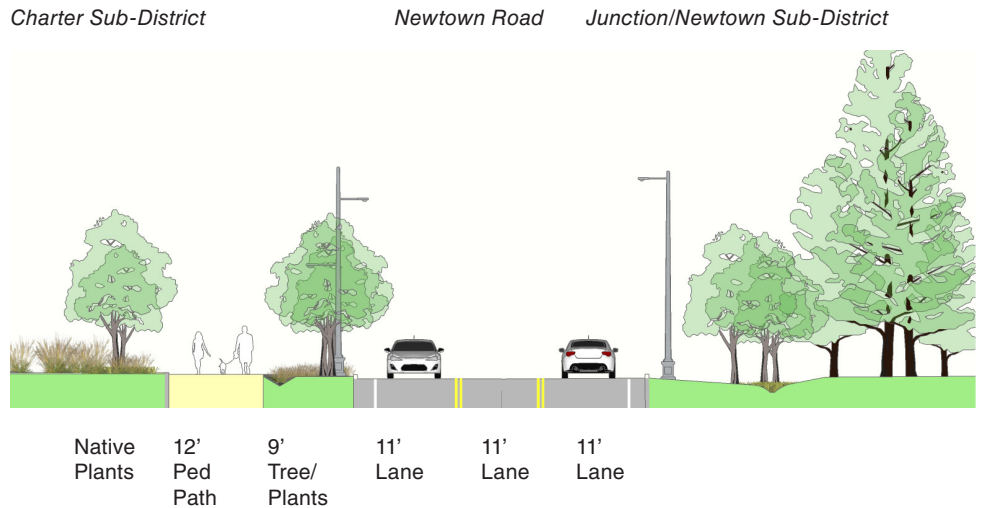 Charter Sub-District Newtown Road Junction/Newtown Sub-District
Native Plants
12’ Ped Path
9’ Tree/ Plants
11’ Lane
11’ Lane
11’ Lane